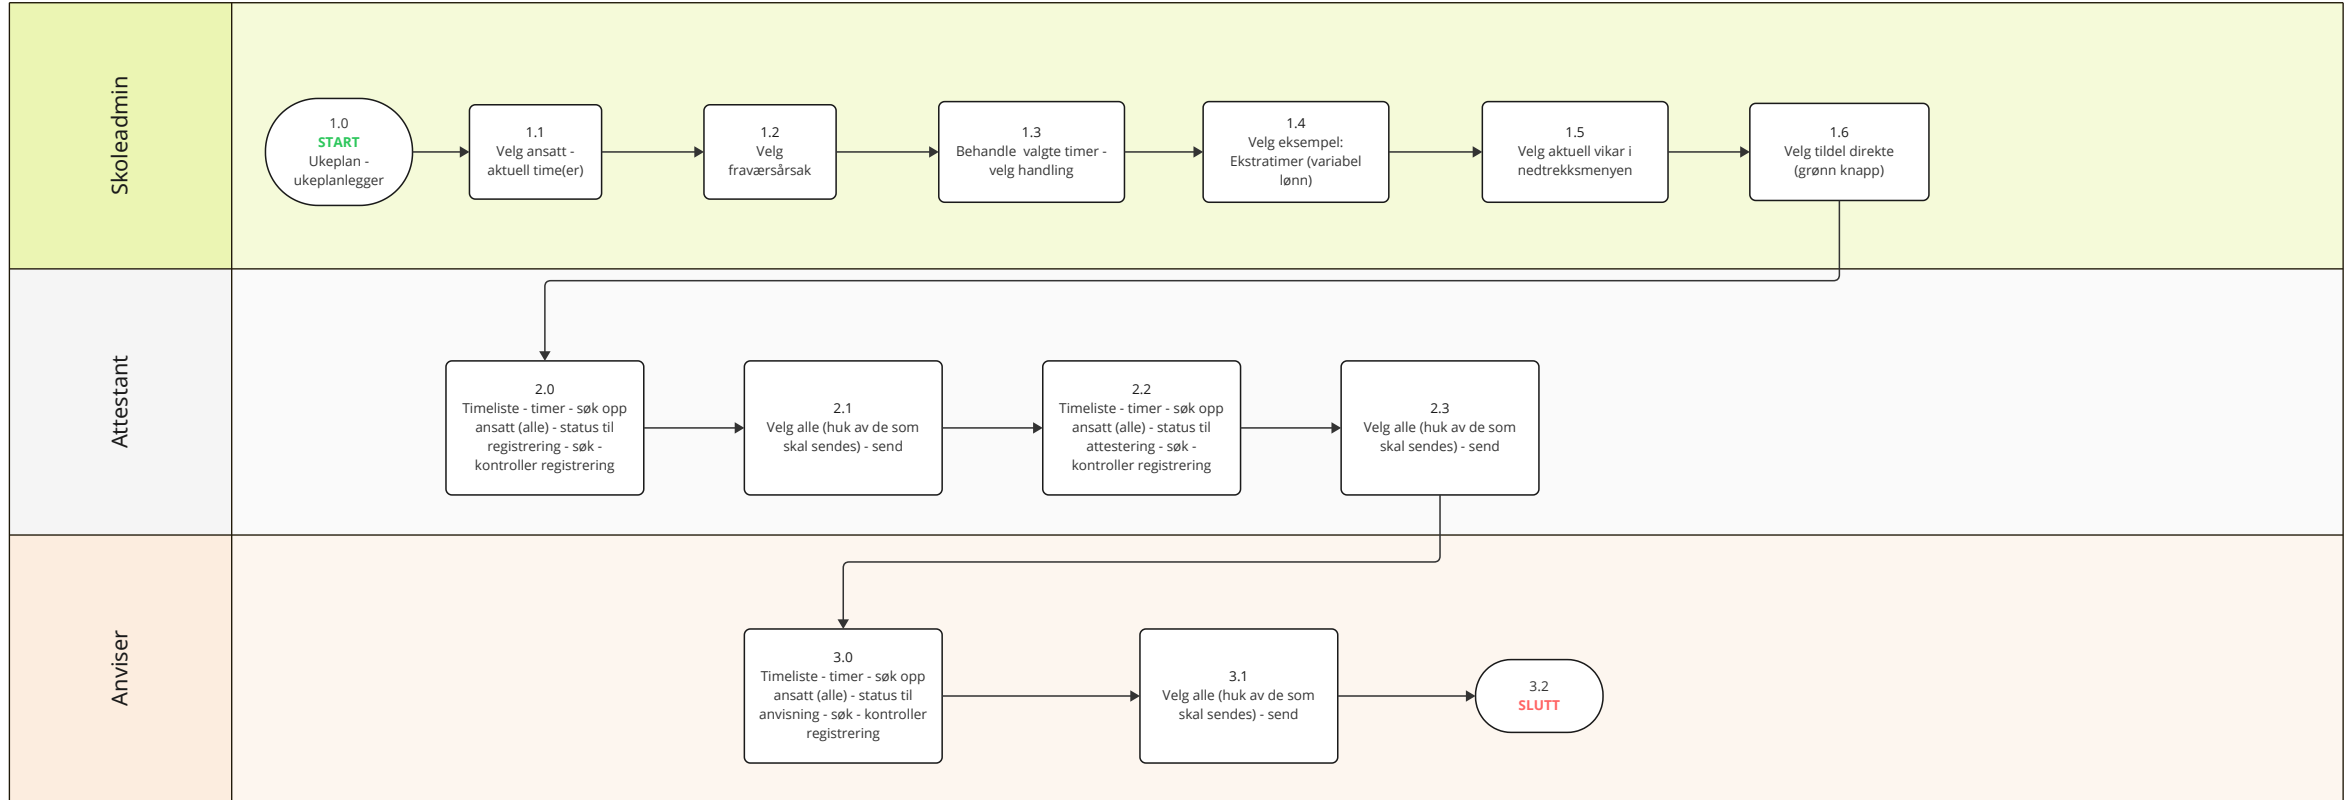 Skoleadmin
1.0
START
Ukeplan -
ukeplanlegger
1.1
Velg ansatt -
aktuell time(er)
1.2
Velg
fraværsårsak
1.3
Behandle  valgte timer -
velg handling
1.4
Velg eksempel:
Ekstratimer (variabel
lønn)
1.5
Velg aktuell vikar i
nedtrekksmenyen
1.6
Velg tildel direkte
(grønn knapp)
Attestant
2.0
Timeliste - timer - søk opp
ansatt (alle) - status til
registrering - søk -
kontroller registrering
2.1
Velg alle (huk av de som
skal sendes) - send
2.2
Timeliste - timer - søk opp
ansatt (alle) - status til
attestering - søk -
kontroller registrering
2.3
Velg alle (huk av de som
skal sendes) - send
Anviser
3.0
Timeliste - timer - søk opp
ansatt (alle) - status til
anvisning - søk - kontroller
registrering
3.1
Velg alle (huk av de som
skal sendes) - send
3.2
SLUTT